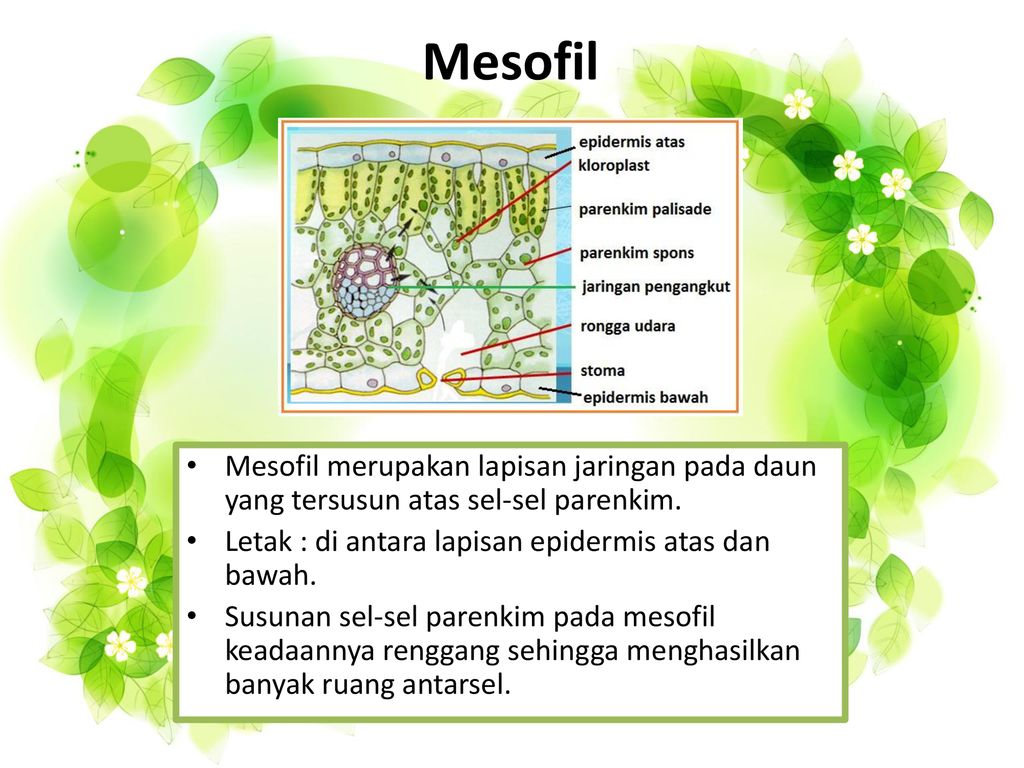 Mesofil
epidermis atas
kloroplast
parenkim palisade
parenkim spons
jaringan pengangkut
rongga udara
stoma
epidermis bawah
• Mesofil merupakan lapisan jaringan pada daun
yang tersusun atas sel-sel parenkim.
• Letak : di antara lapisan epidermis atas dan
bawah.
• Susunan sel-sel parenkim pada mesofil
keadaannya renggang sehingga menghasilkan
banyak ruang antarsel.